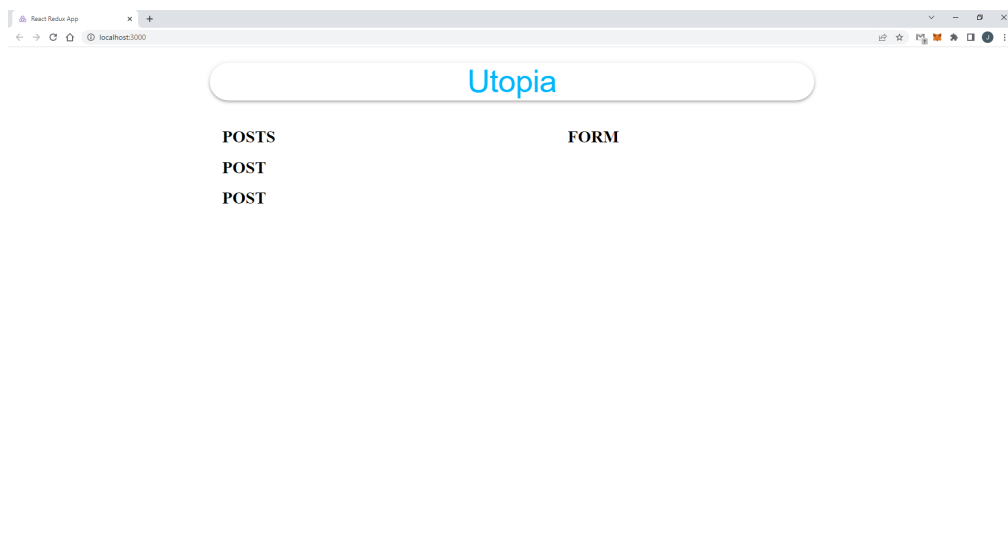 React Redux App
localhost:3000
Utopia
POSTS
FORM
POST
POST